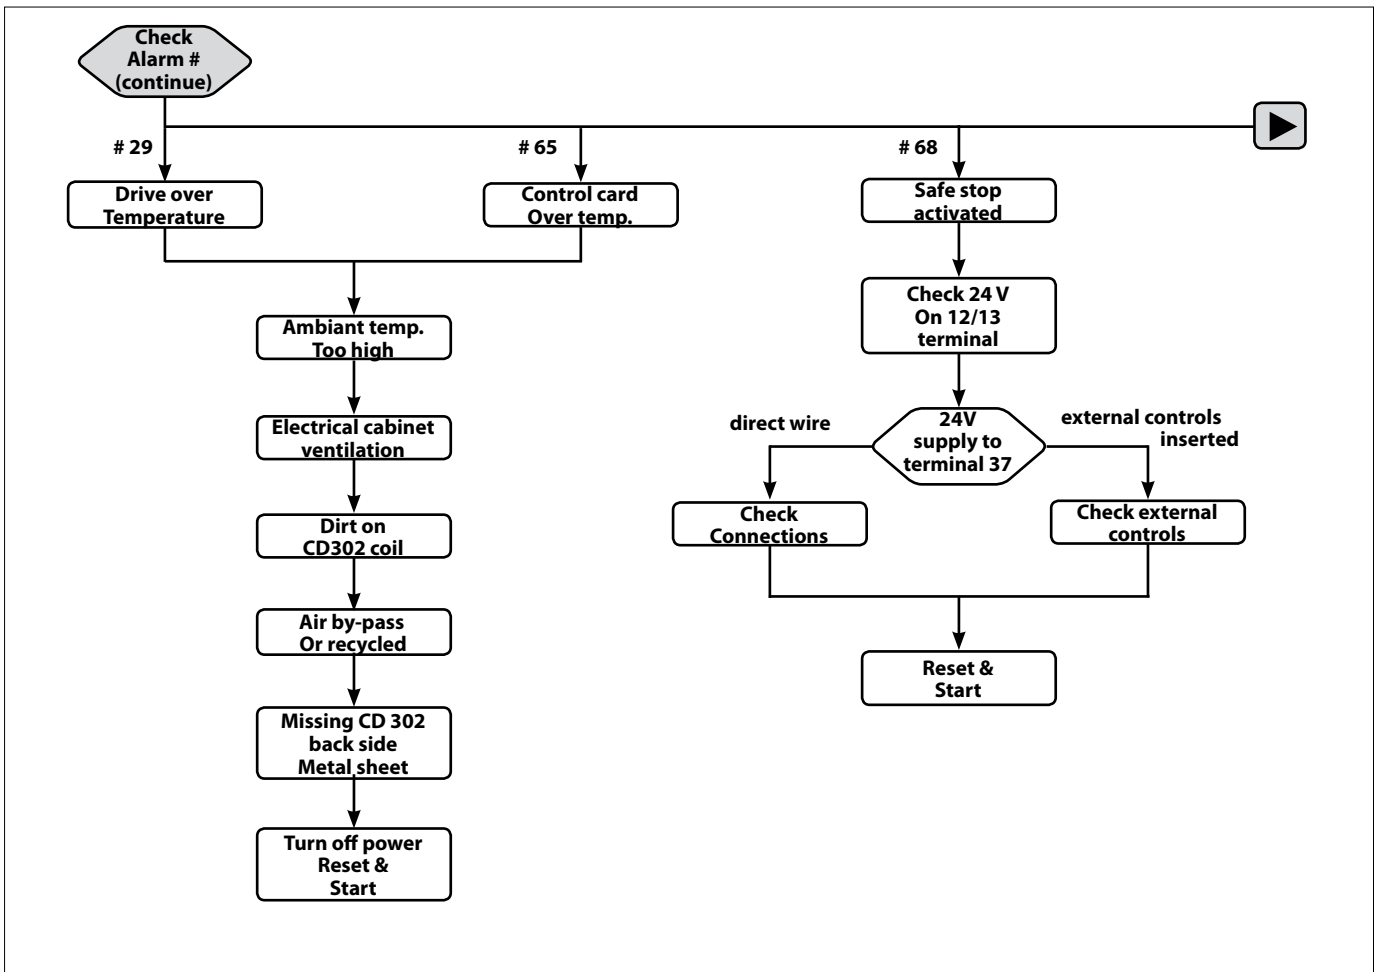 Check
Alarm #
(continue)
# 29
# 65
# 68
Drive over
Temperature
Control card
Over temp.
Safe stop
activated
Ambiant temp.
Too high
Check 24 V
On 12/13
terminal
Electrical cabinet
ventilation
direct wire
24V
supply to
terminal 37
external controls
inserted
Dirt on
CD302 coil
Check
Connections
Check external
controls
Air by-pass
Or recycled
Reset &
Start
Missing CD 302
back side
Metal sheet
Turn off power
Reset &
Start